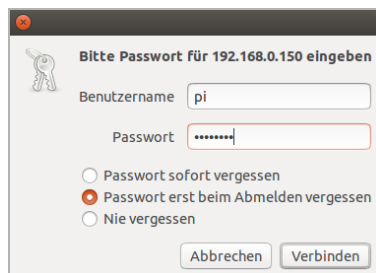 Bitte Passwort für 192.168.0.150 eingeben
Benutzername pi
Passwort ••••••••
Passwort sofort vergessen
Passwort erst beim Abmelden vergessen
Nie vergessen
Abbrechen Verbinden